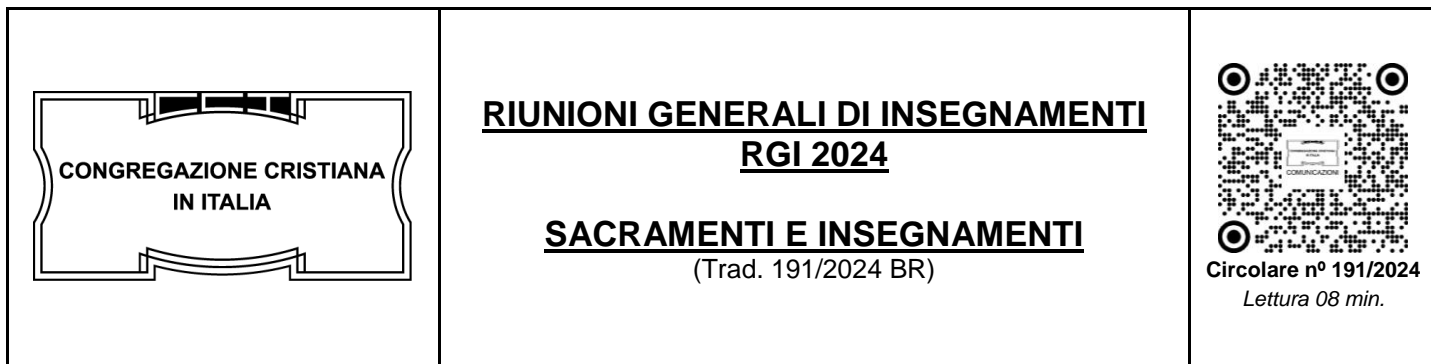 CONGREGAZIONE CRISTIANA
IN ITALIA
RIUNIONI GENERALI DI INSEGNAMENTI
RGI 2024
SACRAMENTI E INSEGNAMENTI
(Trad. 191/2024 BR)
COMUNICAZIONI
Circolare nº 191/2024
Lettura 08 min.